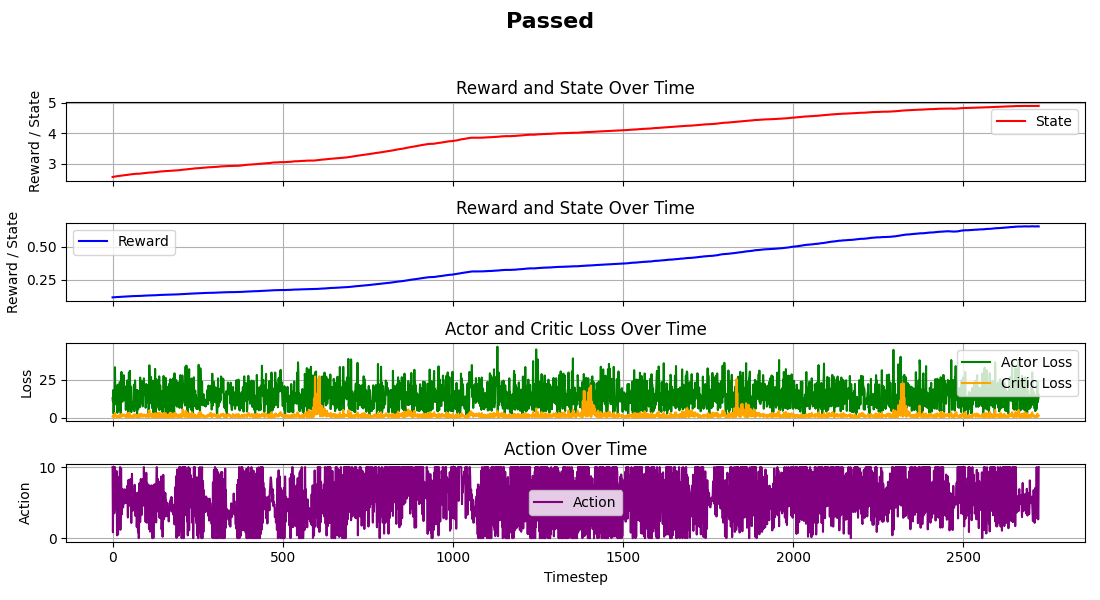 Passed
Reward and State Over Time
Reward / State
5
4
3
State
Reward and State Over Time
Reward / State
0.50
0.25
Reward
Actor and Critic Loss Over Time
Loss
25
0
Actor Loss
Critic Loss
Action Over Time
Action
10
0
Action
0 500 1000 1500 2000 2500
Timestep